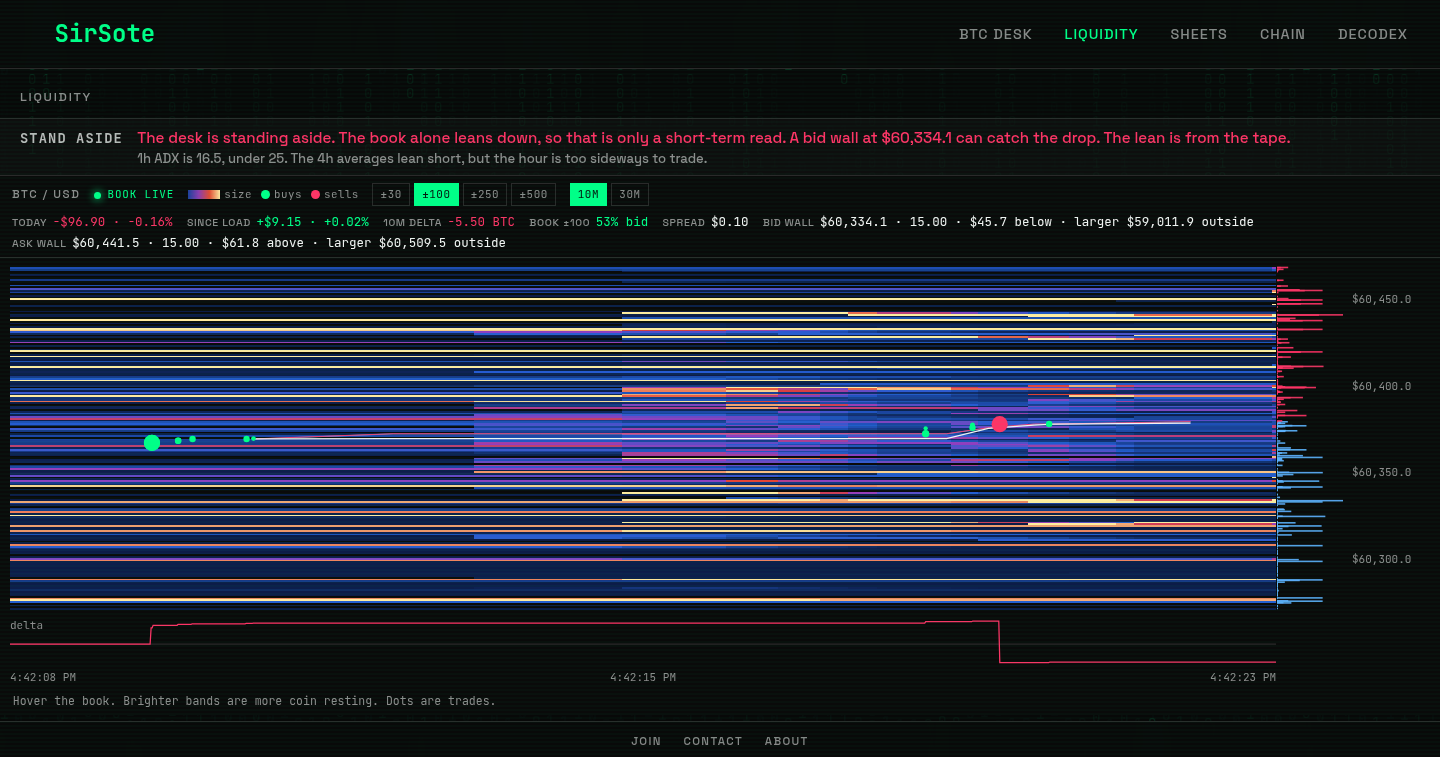 SirSote
BTC DESK LIQUIDITY SHEETS CHAIN DECODEX
LIQUIDITY
STAND ASIDE The desk is standing aside. The book alone leans down, so that is only a short-term read. A bid wall at $60,334.1 can catch the drop. The lean is from the tape.
1h ADX is 16.5, under 25. The 4h averages lean short, but the hour is too sideways to trade.
BTC / USD BOOK LIVE size buys sells ±30 ±100 ±250 ±500 10M 30M
TODAY -$96.90 · -0.16% SINCE LOAD +$9.15 · +0.02% 10M DELTA -5.50 BTC BOOK ±100 53% bid SPREAD $0.10 BID WALL $60,334.1 · 15.00 · $45.7 below · larger $59,011.9 outside
ASK WALL $60,441.5 · 15.00 · $61.8 above · larger $60,509.5 outside
$60,450.0
$60,400.0
$60,350.0
$60,300.0
delta
4:42:08 PM 4:42:15 PM 4:42:23 PM
Hover the book. Brighter bands are more coin resting. Dots are trades.
JOIN CONTACT ABOUT